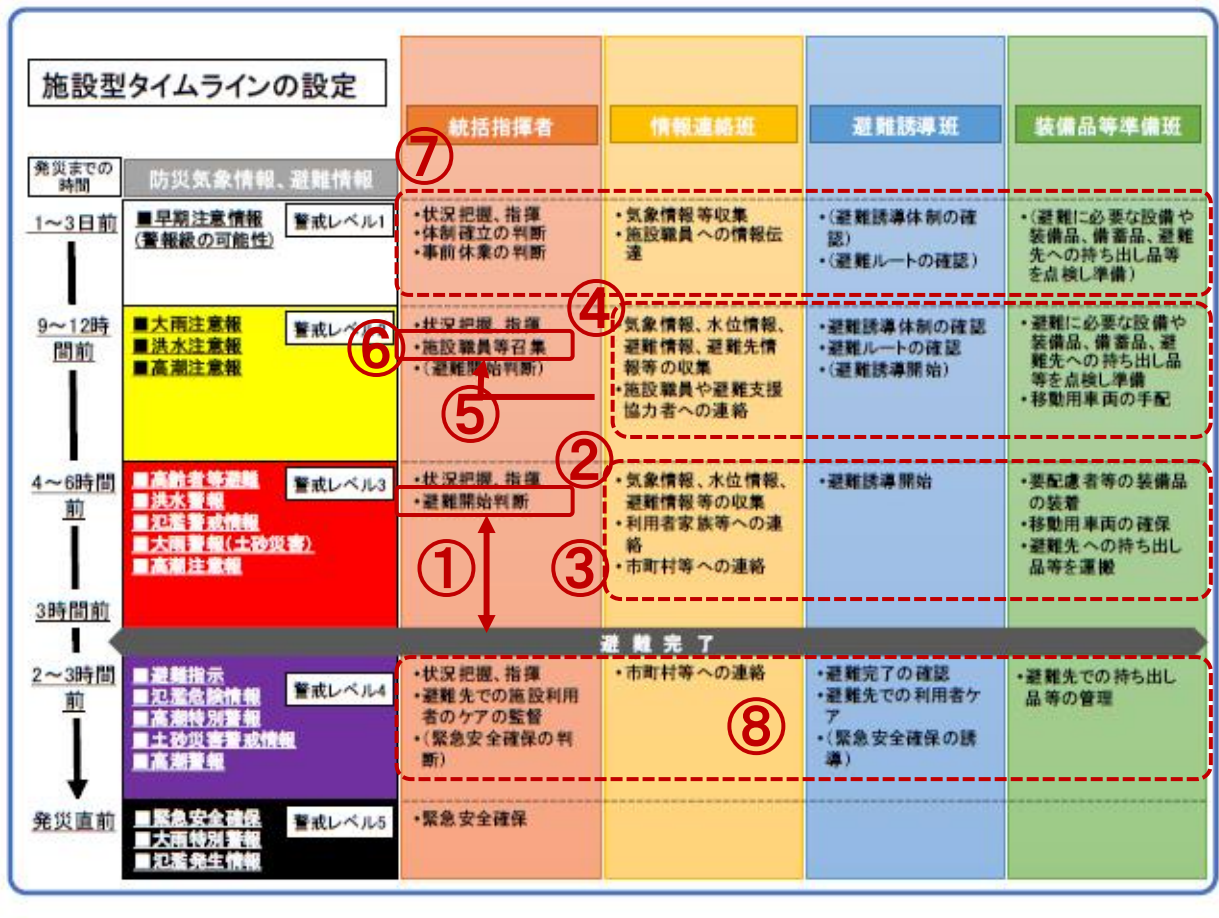 施設型タイムラインの設定
統括指揮者
情報連絡班
避難誘導班
装備品等準備班
⑦
発災までの
時間
防災気象情報、避難情報
1～3日前
■早期注意情報
(警報級の可能性)
警戒レベル1
・状況把握、指揮
・体制確立の判断
・事前休業の判断
・気象情報等収集
・施設職員への情報伝
達
・(避難誘導体制の確
認)
・(避難ルートの確認)
・(避難に必要な設備や
装備品、備蓄品、避難
先への持ち出し品等
を点検し準備)
④
9～12時
間前
■大雨注意報
■洪水注意報
■高潮注意報
警戒レベル
⑥
・状況把握、指揮
・施設職員等召集
・(避難開始判断)
⑤
気象情報、水位情報、
避難情報、避難先情
報等の収集
・施設職員や避難支援
協力者への連絡
・避難誘導体制の確認
・避難ルートの確認
・(避難誘導開始)
・避難に必要な設備や
装備品、備蓄品、避
難先への持ち出し品
等を点検し準備
・移動用車両の手配
②
4～6時間
前
■高齢者等避難
■洪水警報
■氾濫警戒情報
■大雨警報(土砂災害)
■高潮注意報
警戒レベル3
・状況把握、指揮
・避難開始判断
①
③
・気象情報、水位情報、
避難情報等の収集
・利用者家族等への連
絡
・市町村等への連絡
・避難誘導開始
・要配慮者等の装備品
の装着
・移動用車両の確保
・避難先への持ち出し
品等を運搬
3時間前
避難完了
2～3時間
前
■避難指示
■氾濫危険情報
■高潮特別警報
■土砂災害警戒情報
■高潮警報
警戒レベル4
・状況把握、指揮
・避難先での施設利用
者のケアの監督
・(緊急安全確保の判
断)
・市町村等への連絡
⑧
・避難完了の確認
・避難先での利用者ケ
ア
・(緊急安全確保の誘
導)
・避難先での持ち出し
品等の管理
発災直前
■緊急安全確保
■大雨特別警報
■氾濫発生情報
警戒レベル5
・緊急安全確保